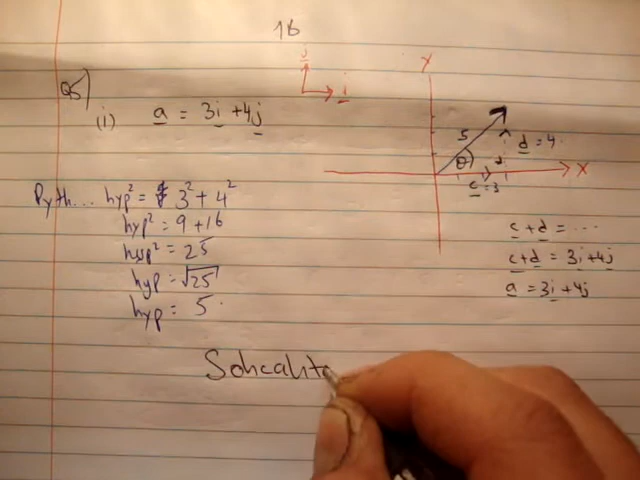 1B
Q5)
(i) a = 3i + 4j
j
i
Y
X
5
θ
d = 4
c = 3
Pyth... hyp² = 3² + 4²
hyp² = 9 + 16
hyp² = 25
hyp = √25
hyp = 5
c + d = ...
c + d = 3i + 4j
a = 3i + 4j
Sohcahto